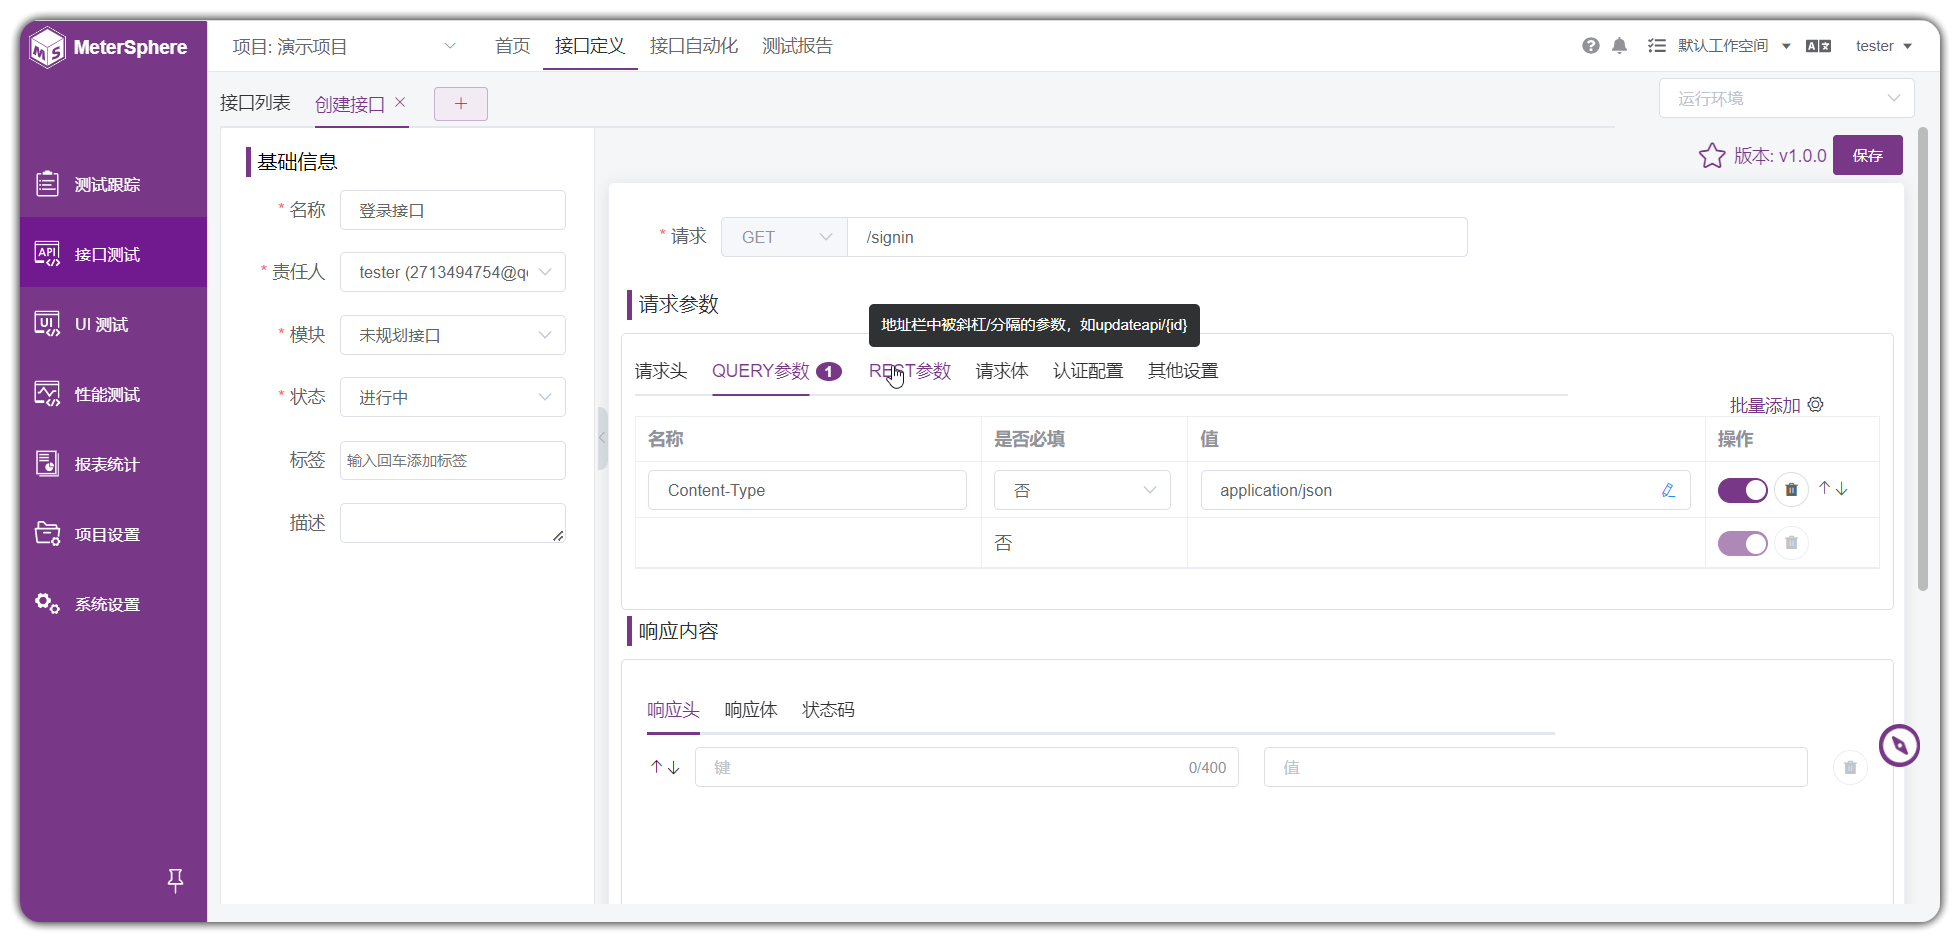 MeterSphere
项目: 演示项目
首页
接口定义
接口自动化
测试报告
默认工作空间
tester
接口列表
创建接口
+
运行环境
测试跟踪
接口测试
UI 测试
性能测试
报表统计
项目设置
系统设置
基础信息
* 名称
登录接口
* 责任人
tester (2713494754@q
* 模块
未规划接口
* 状态
进行中
标签
输入回车添加标签
描述
版本: v1.0.0
保存
* 请求
GET
/signin
请求参数
地址栏中被斜杠/分隔的参数，如updateapi/{id}
请求头
QUERY参数 1
REST参数
请求体
认证配置
其他设置
批量添加
名称
是否必填
值
操作
Content-Type
否
application/json
否
响应内容
响应头
响应体
状态码
键
0/400
值